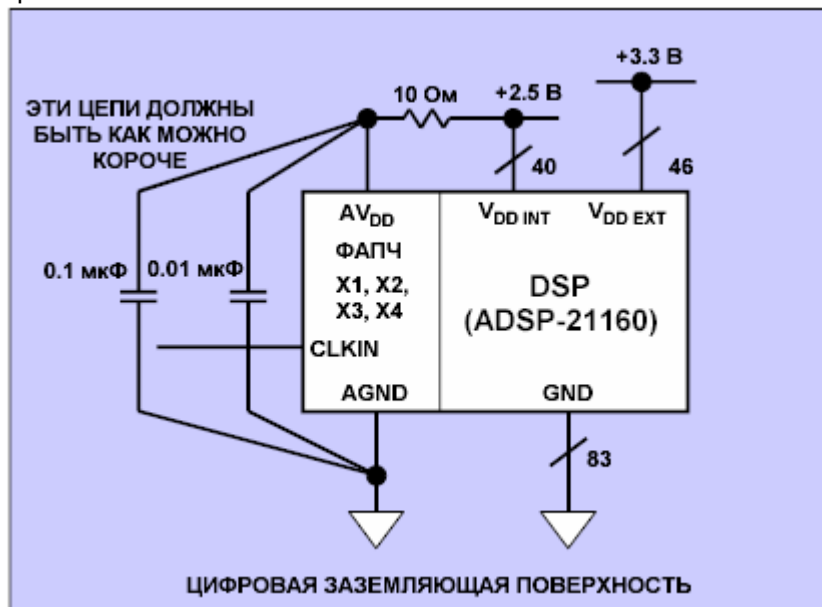 +3.3 В
10 Ом
+2.5 В
ЭТИ ЦЕПИ ДОЛЖНЫ
БЫТЬ КАК МОЖНО
КОРОЧЕ
40
46
AVDD
VDD INT
VDD EXT
ФАПЧ
0.1 мкФ
0.01 мкФ
X1, X2,
X3, X4
DSP
(ADSP-21160)
CLKIN
AGND
GND
83
ЦИФРОВАЯ ЗАЗЕМЛЯЮЩАЯ ПОВЕРХНОСТЬ